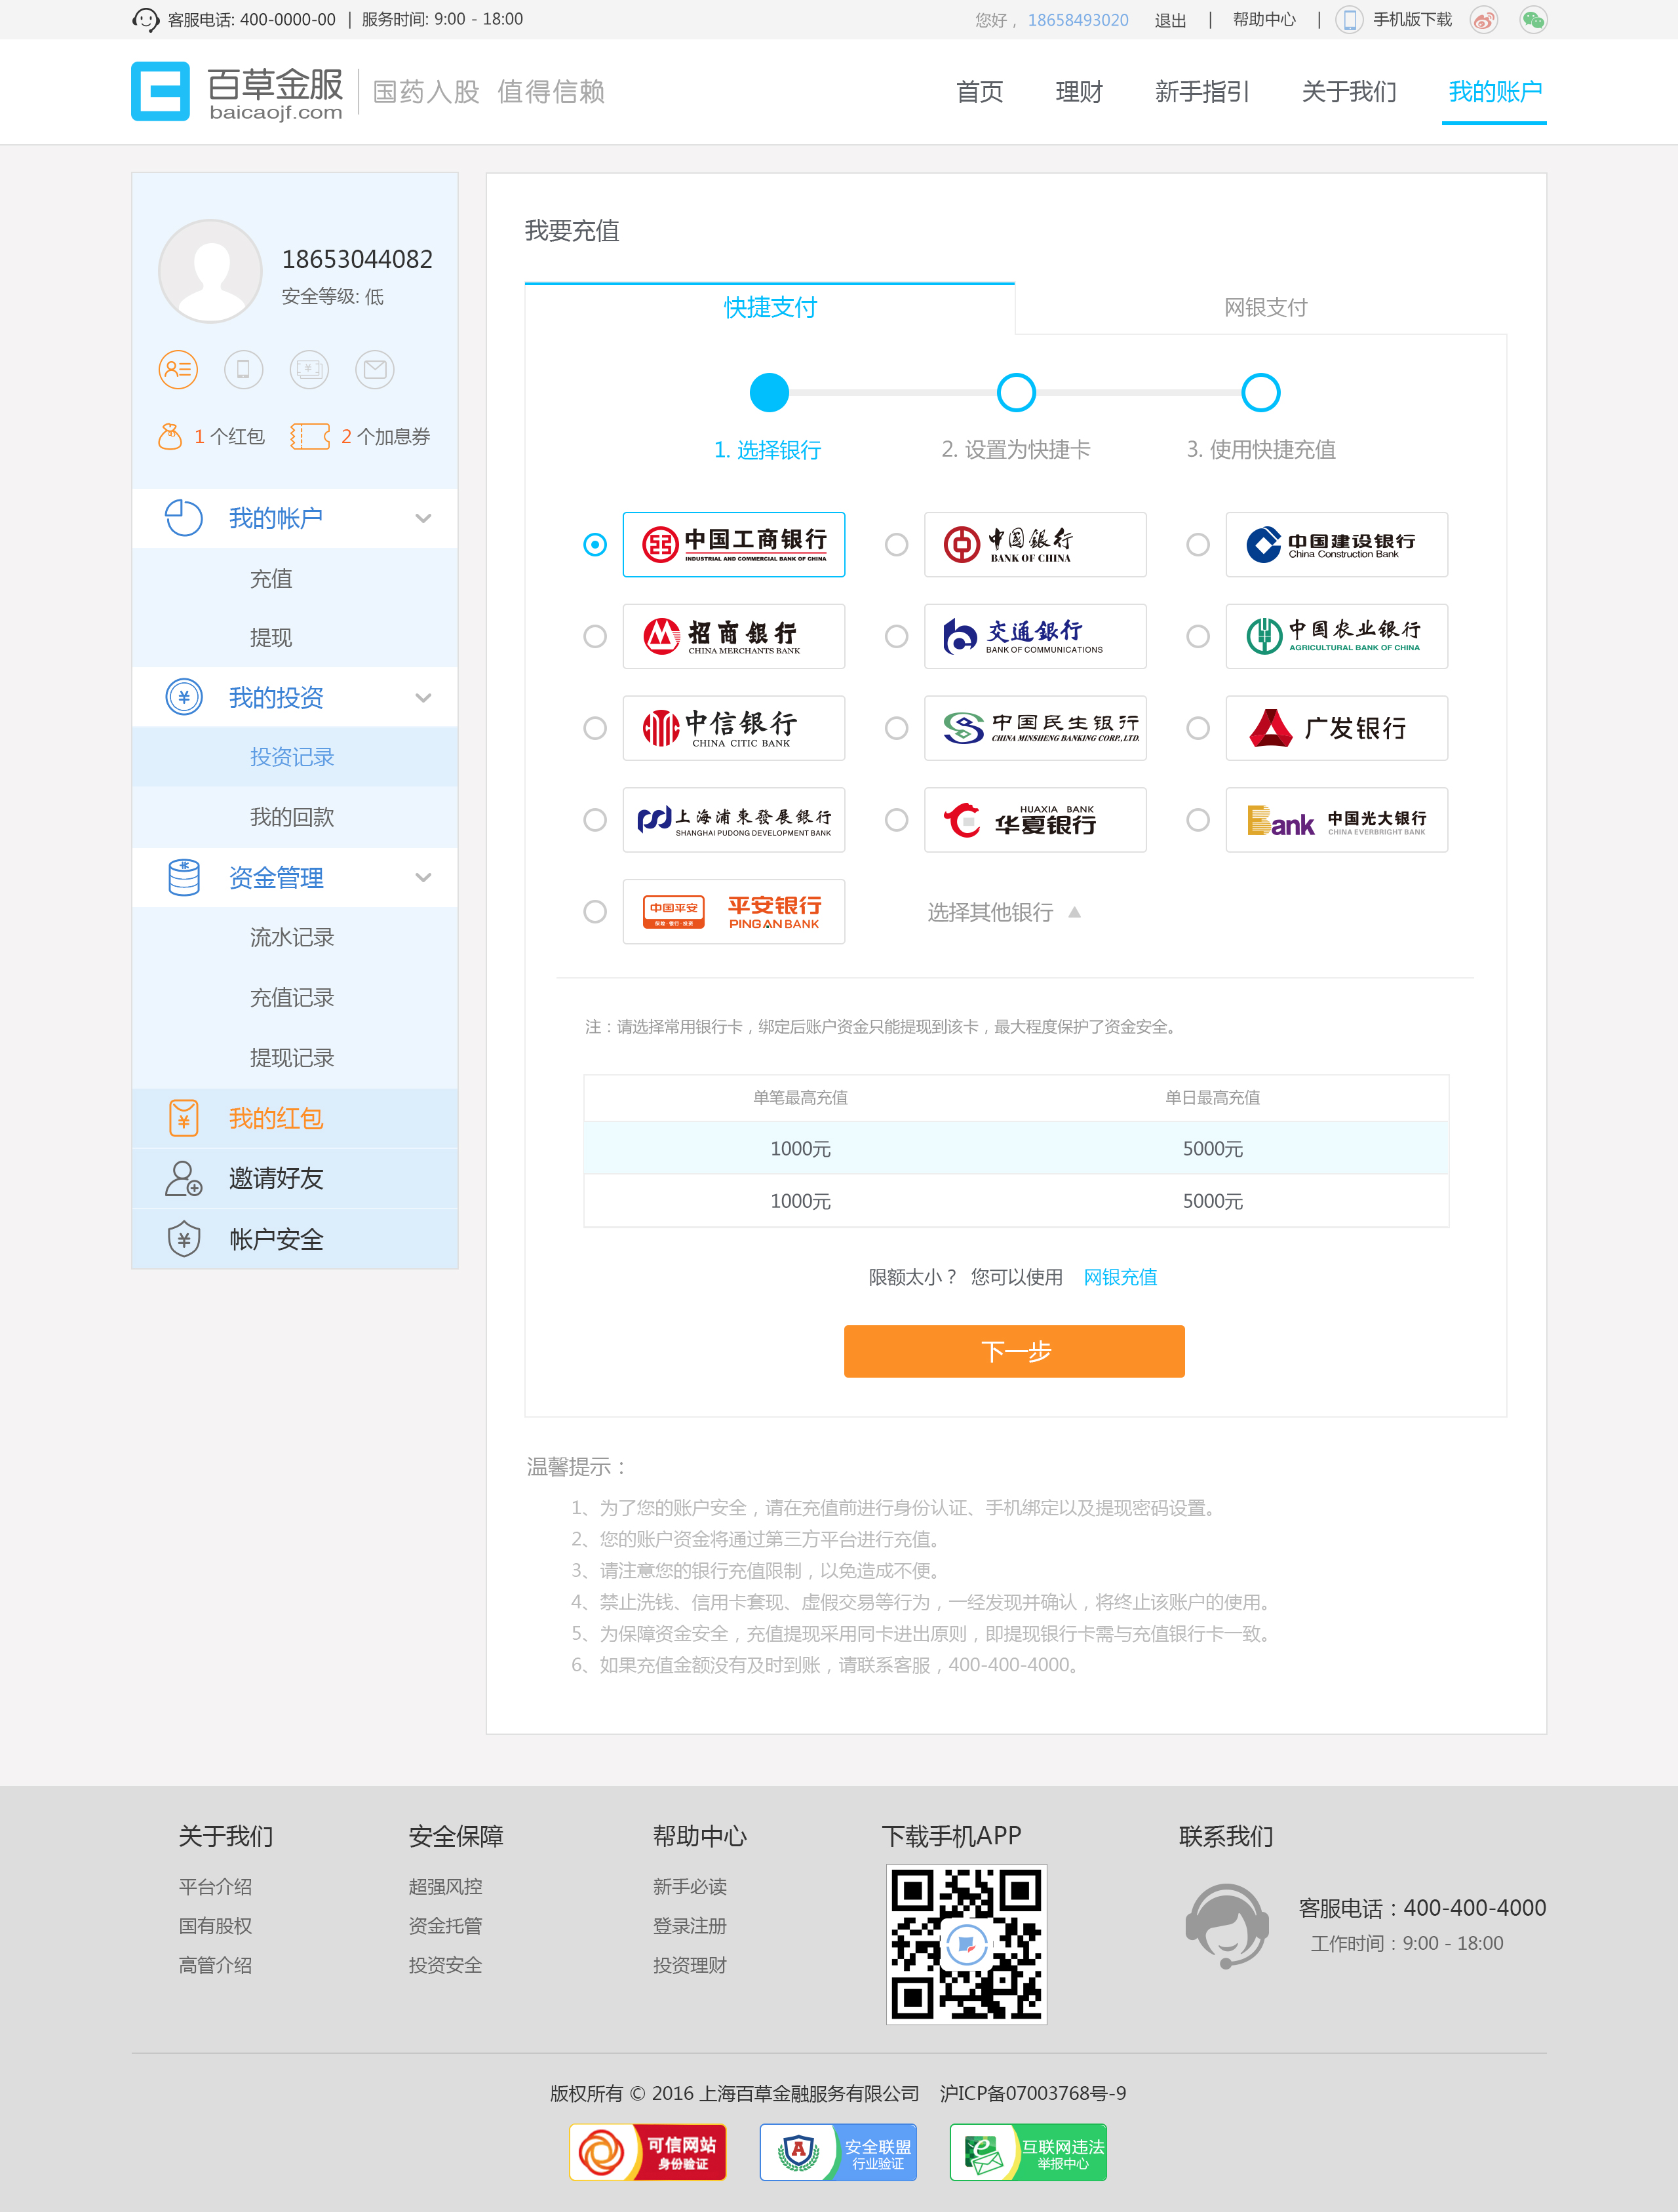 客服电话: 400-0000-00 | 服务时间: 9:00 - 18:00
您好， 18658493020 退出 | 帮助中心 | 手机版下载
百草金服
baicaojf.com
国药入股 值得信赖
首页 理财 新手指引 关于我们 我的账户
18653044082
安全等级: 低
1 个红包 2 个加息券
我的帐户
充值
提现
我的投资
投资记录
我的回款
资金管理
流水记录
充值记录
提现记录
我的红包
邀请好友
帐户安全
我要充值
快捷支付 网银支付
1. 选择银行 2. 设置为快捷卡 3. 使用快捷充值
中国工商银行
INDUSTRIAL AND COMMERCIAL BANK OF CHINA
中国银行
BANK OF CHINA
中国建设银行
China Construction Bank
招商銀行
CHINA MERCHANTS BANK
交通銀行
BANK OF COMMUNICATIONS
中国农业银行
AGRICULTURAL BANK OF CHINA
中信银行
CHINA CITIC BANK
中国民生银行
CHINA MINSHENG BANKING CORP., LTD.
广发银行
上海浦東發展銀行
SHANGHAI PUDONG DEVELOPMENT BANK
HUAXIA BANK
华夏银行
Bank
中国光大银行
CHINA EVERBRIGHT BANK
中国平安
保险·银行·投资
平安银行
PING AN BANK
选择其他银行
注：请选择常用银行卡，绑定后账户资金只能提现到该卡，最大程度保护了资金安全。
单笔最高充值 单日最高充值
1000元 5000元
1000元 5000元
限额太小？ 您可以使用 网银充值
下一步
温馨提示：
1、为了您的账户安全，请在充值前进行身份认证、手机绑定以及提现密码设置。
2、您的账户资金将通过第三方平台进行充值。
3、请注意您的银行充值限制，以免造成不便。
4、禁止洗钱、信用卡套现、虚假交易等行为，一经发现并确认，将终止该账户的使用。
5、为保障资金安全，充值提现采用同卡进出原则，即提现银行卡需与充值银行卡一致。
6、如果充值金额没有及时到账，请联系客服，400-400-4000。
关于我们
平台介绍
国有股权
高管介绍
安全保障
超强风控
资金托管
投资安全
帮助中心
新手必读
登录注册
投资理财
下载手机APP
联系我们
客服电话：400-400-4000
工作时间：9:00 - 18:00
版权所有 © 2016 上海百草金融服务有限公司 沪ICP备07003768号-9
可信网站
身份验证
安全联盟
行业验证
互联网违法
举报中心